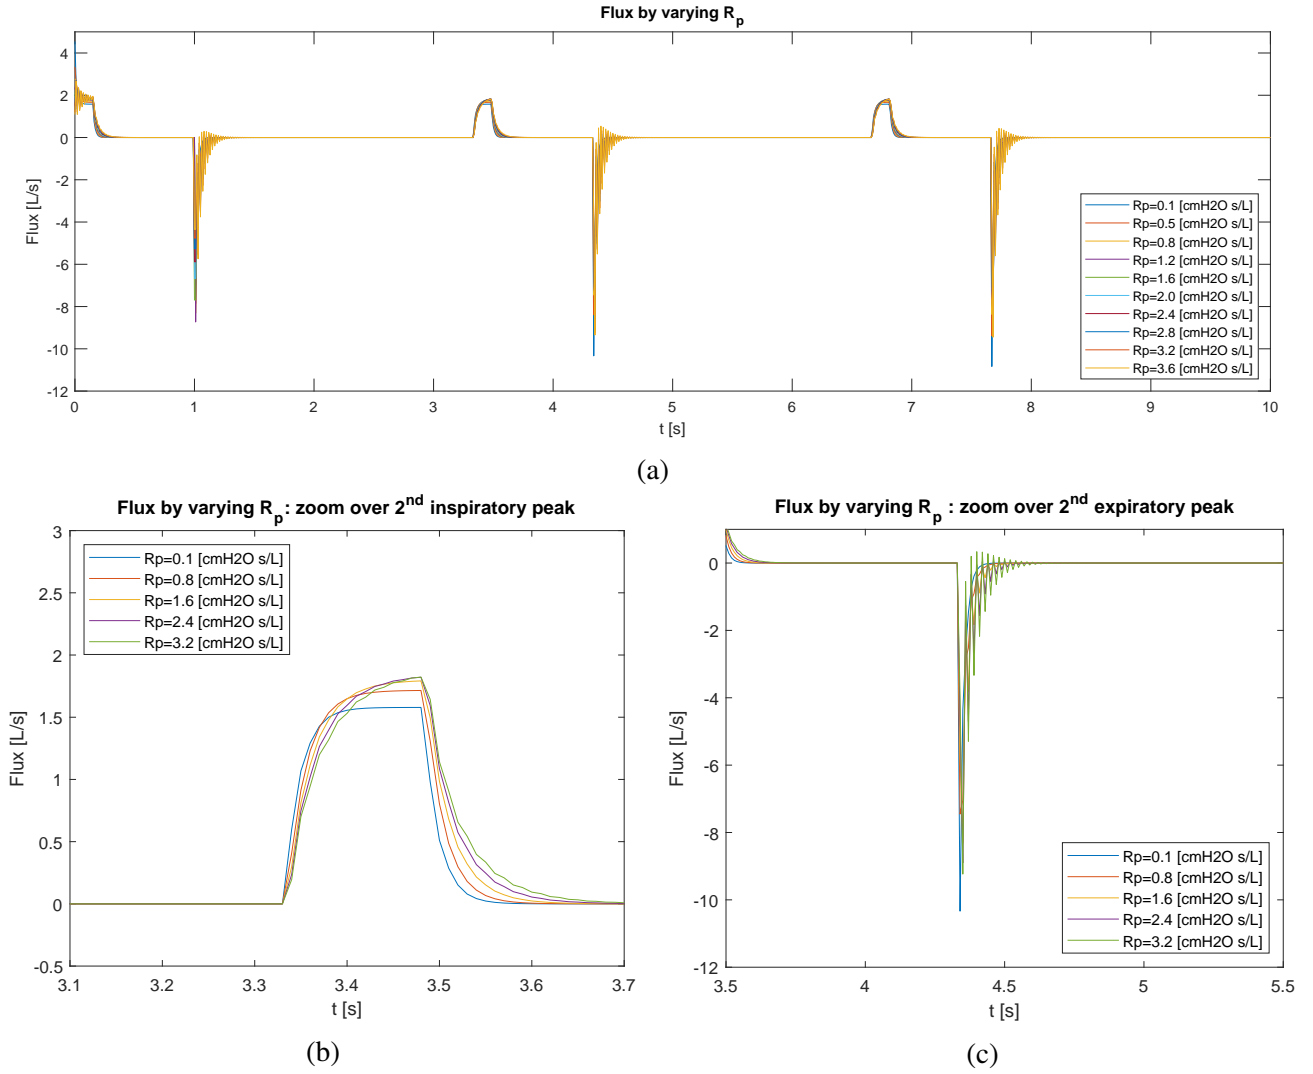 Flux by varying R_p
Flux [L/s]
4
2
0
-2
-4
-6
-8
-10
-12
0 1 2 3 4 5 6 7 8 9 10
t [s]
Rp=0.1 [cmH2O s/L]
Rp=0.5 [cmH2O s/L]
Rp=0.8 [cmH2O s/L]
Rp=1.2 [cmH2O s/L]
Rp=1.6 [cmH2O s/L]
Rp=2.0 [cmH2O s/L]
Rp=2.4 [cmH2O s/L]
Rp=2.8 [cmH2O s/L]
Rp=3.2 [cmH2O s/L]
Rp=3.6 [cmH2O s/L]
(a)
Flux by varying R_p: zoom over 2^nd inspiratory peak
Flux [L/s]
3
2.5
2
1.5
1
0.5
0
-0.5
3.1 3.2 3.3 3.4 3.5 3.6 3.7
t [s]
Rp=0.1 [cmH2O s/L]
Rp=0.8 [cmH2O s/L]
Rp=1.6 [cmH2O s/L]
Rp=2.4 [cmH2O s/L]
Rp=3.2 [cmH2O s/L]
(b)
Flux by varying R_p : zoom over 2^nd expiratory peak
Flux [L/s]
0
-2
-4
-6
-8
-10
-12
3.5 4 4.5 5 5.5
t [s]
Rp=0.1 [cmH2O s/L]
Rp=0.8 [cmH2O s/L]
Rp=1.6 [cmH2O s/L]
Rp=2.4 [cmH2O s/L]
Rp=3.2 [cmH2O s/L]
(c)